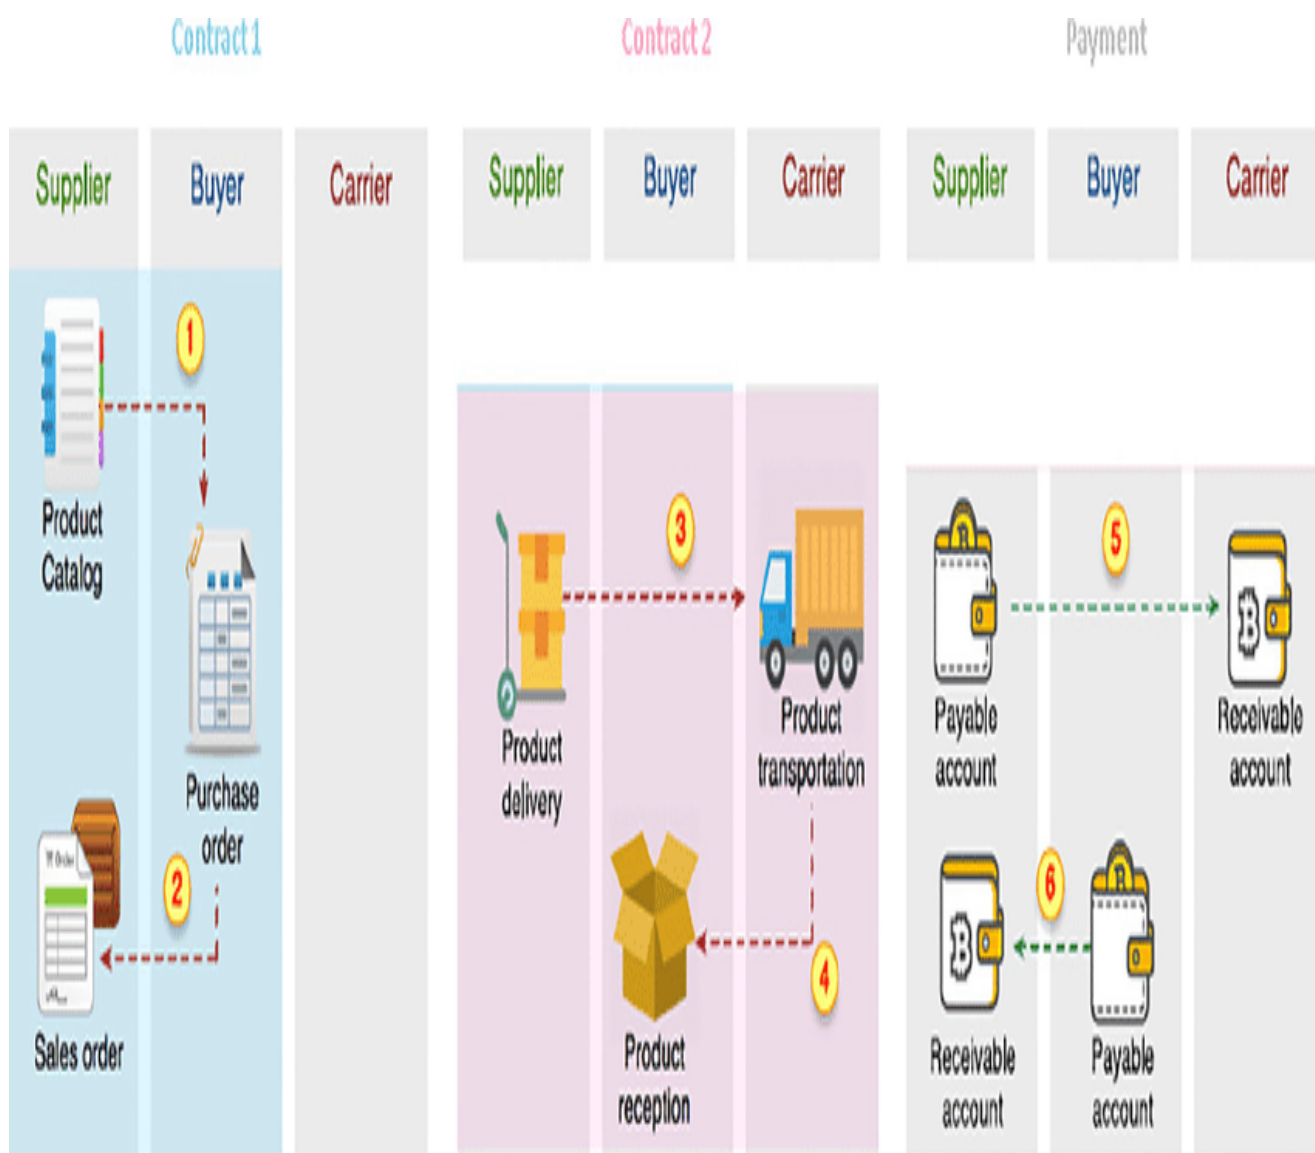 Contract 1
Contract 2
Payment
Supplier
Buyer
Carrier
Supplier
Buyer
Carrier
Supplier
Buyer
Carrier
1
Product
Catalog
Purchase
order
2
Order
Sales order
3
Product
delivery
Product
transportation
4
Product
reception
5
Payable
account
Receivable
account
6
Receivable
account
Payable
account